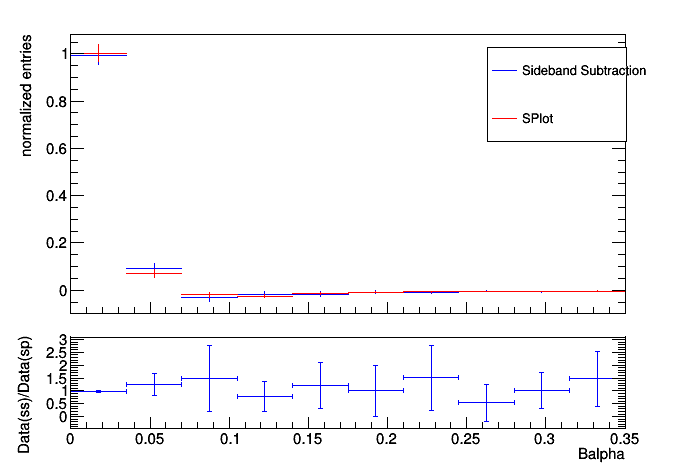 normalized entries
1
0.8
0.6
0.4
0.2
0
Sideband Subtraction
SPlot
Data(ss)/Data(sp)
3
2.5
2
1.5
1
0.5
0
0 0.05 0.1 0.15 0.2 0.25 0.3 0.35
Balpha